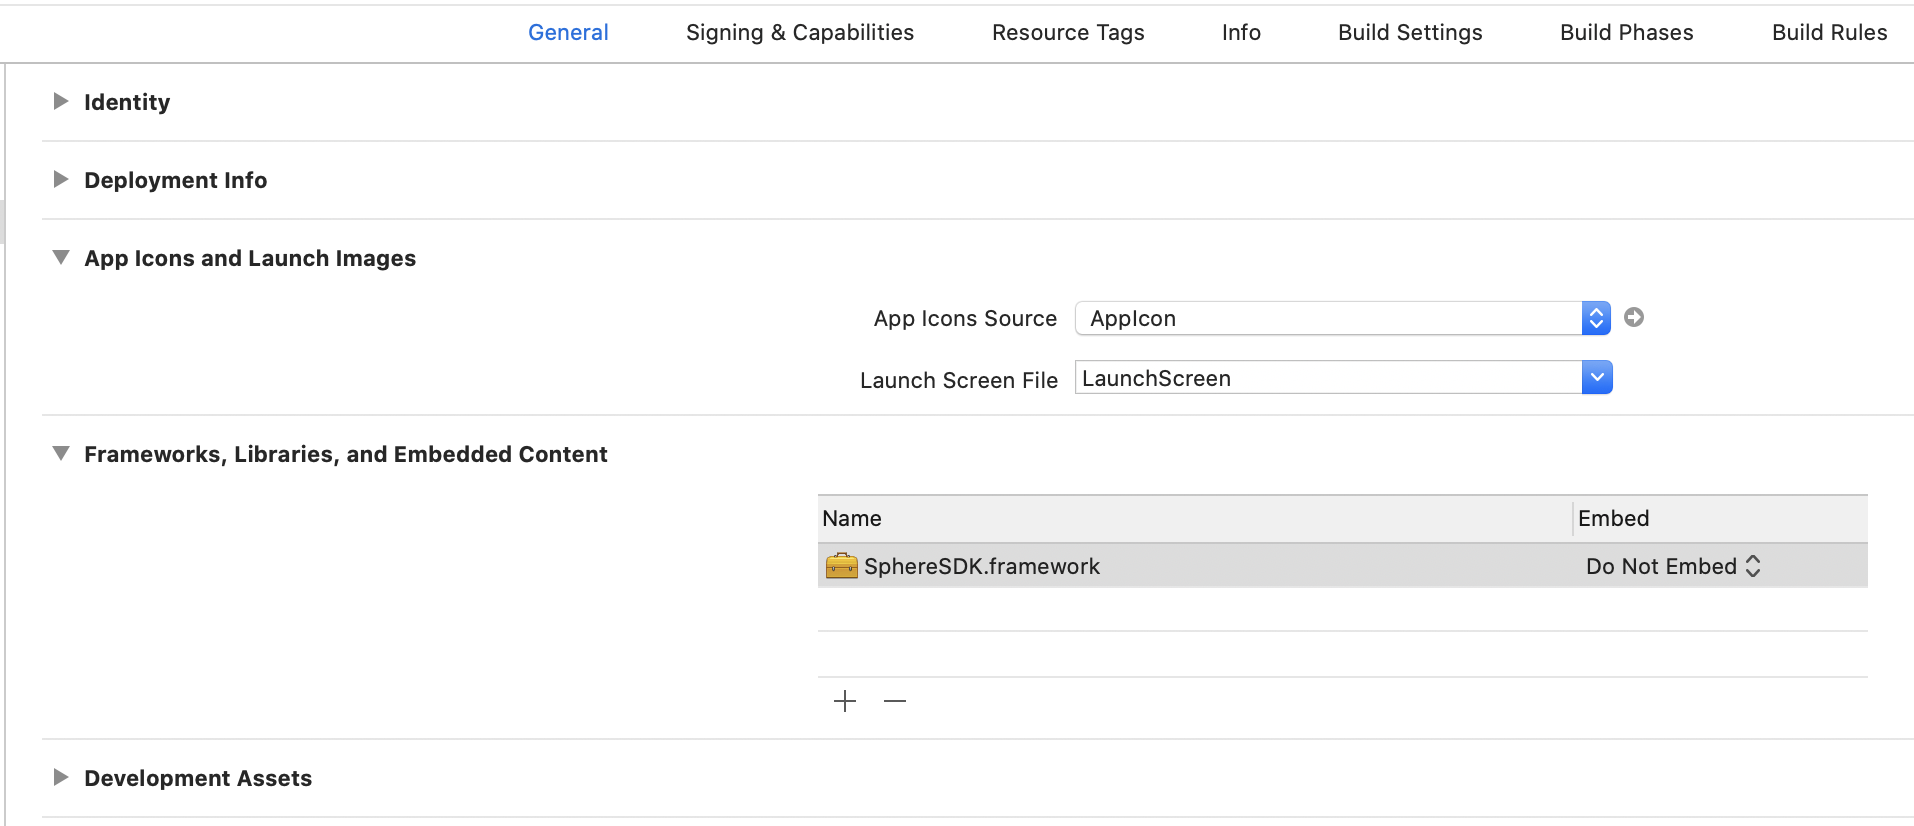 General Signing & Capabilities Resource Tags Info Build Settings Build Phases Build Rules
Identity
Deployment Info
App Icons and Launch Images
App Icons Source AppIcon
Launch Screen File LaunchScreen
Frameworks, Libraries, and Embedded Content
Name Embed
SphereSDK.framework Do Not Embed
Development Assets